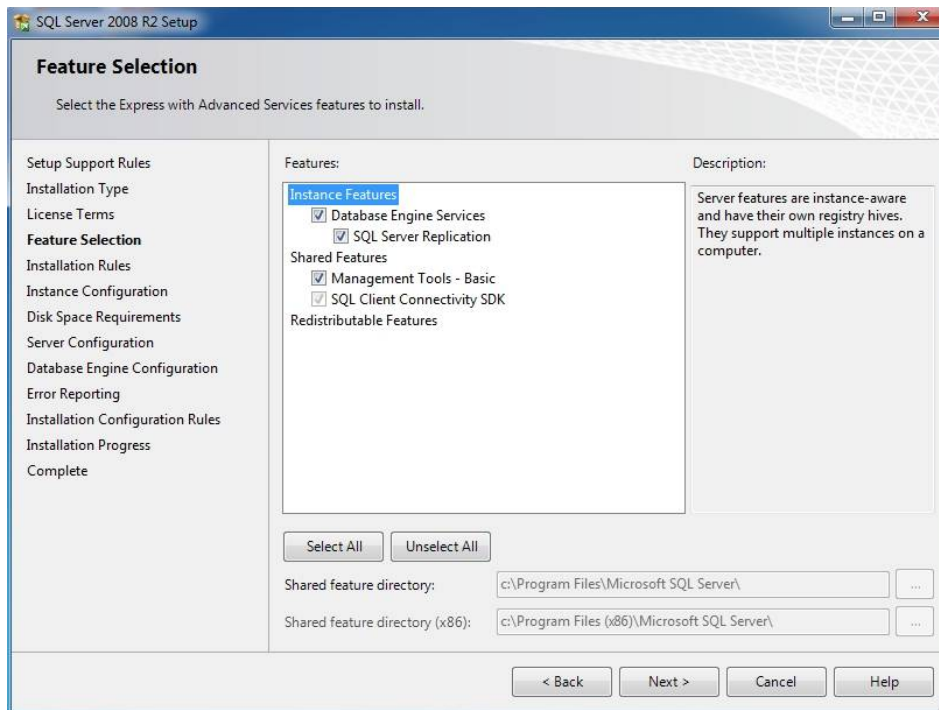 SQL Server 2008 R2 Setup
Feature Selection
Select the Express with Advanced Services features to install.
Setup Support Rules
Installation Type
License Terms
Feature Selection
Installation Rules
Instance Configuration
Disk Space Requirements
Server Configuration
Database Engine Configuration
Error Reporting
Installation Configuration Rules
Installation Progress
Complete
Features:
Instance Features
Database Engine Services
SQL Server Replication
Shared Features
Management Tools - Basic
SQL Client Connectivity SDK
Redistributable Features
Description:
Server features are instance-aware
and have their own registry hives.
They support multiple instances on a
computer.
Select All
Unselect All
Shared feature directory:
c:\Program Files\Microsoft SQL Server\
...
Shared feature directory (x86):
c:\Program Files (x86)\Microsoft SQL Server\
...
< Back
Next >
Cancel
Help